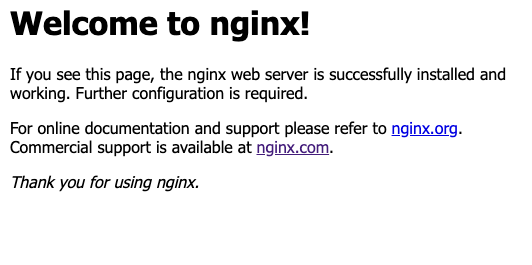 Welcome to nginx!
If you see this page, the nginx web server is successfully installed and
working. Further configuration is required.
For online documentation and support please refer to nginx.org.
Commercial support is available at nginx.com.
Thank you for using nginx.